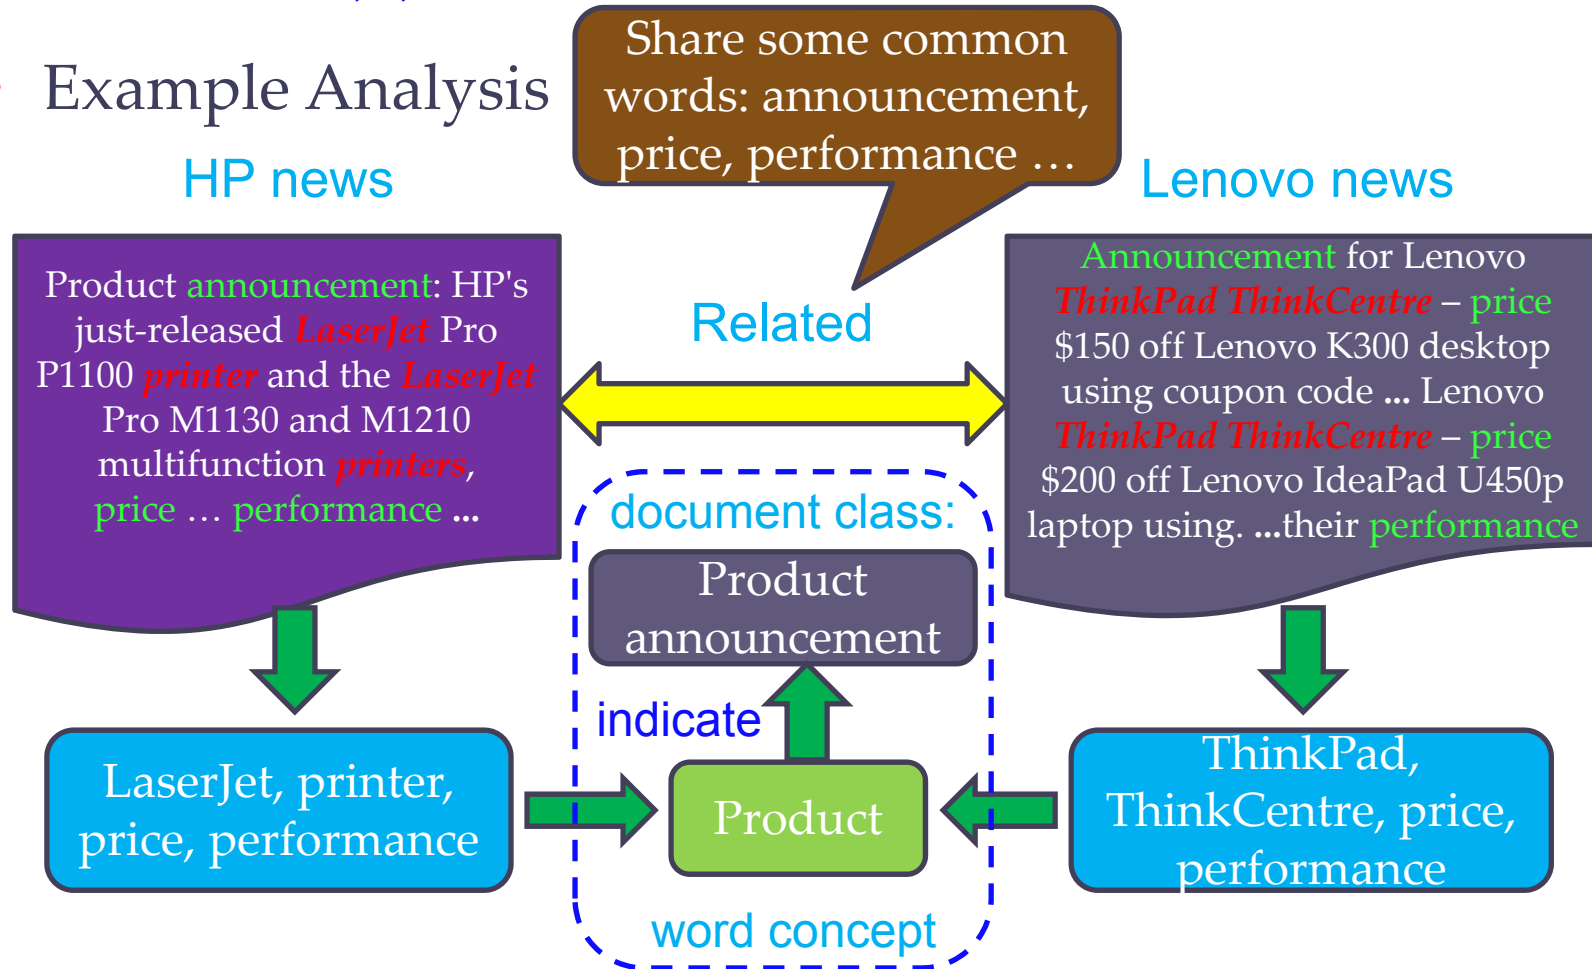 Example Analysis
Share some common
words: announcement,
price, performance …
HP news
Lenovo news
Product announcement: HP's
just-released LaserJet Pro
P1100 printer and the LaserJet
Pro M1130 and M1210
multifunction printers,
price … performance ...
Related
Announcement for Lenovo
ThinkPad ThinkCentre – price
$150 off Lenovo K300 desktop
using coupon code ... Lenovo
ThinkPad ThinkCentre – price
$200 off Lenovo IdeaPad U450p
laptop using. ...their performance
document class:
Product
announcement
indicate
LaserJet, printer,
price, performance
Product
ThinkPad,
ThinkCentre, price,
performance
word concept